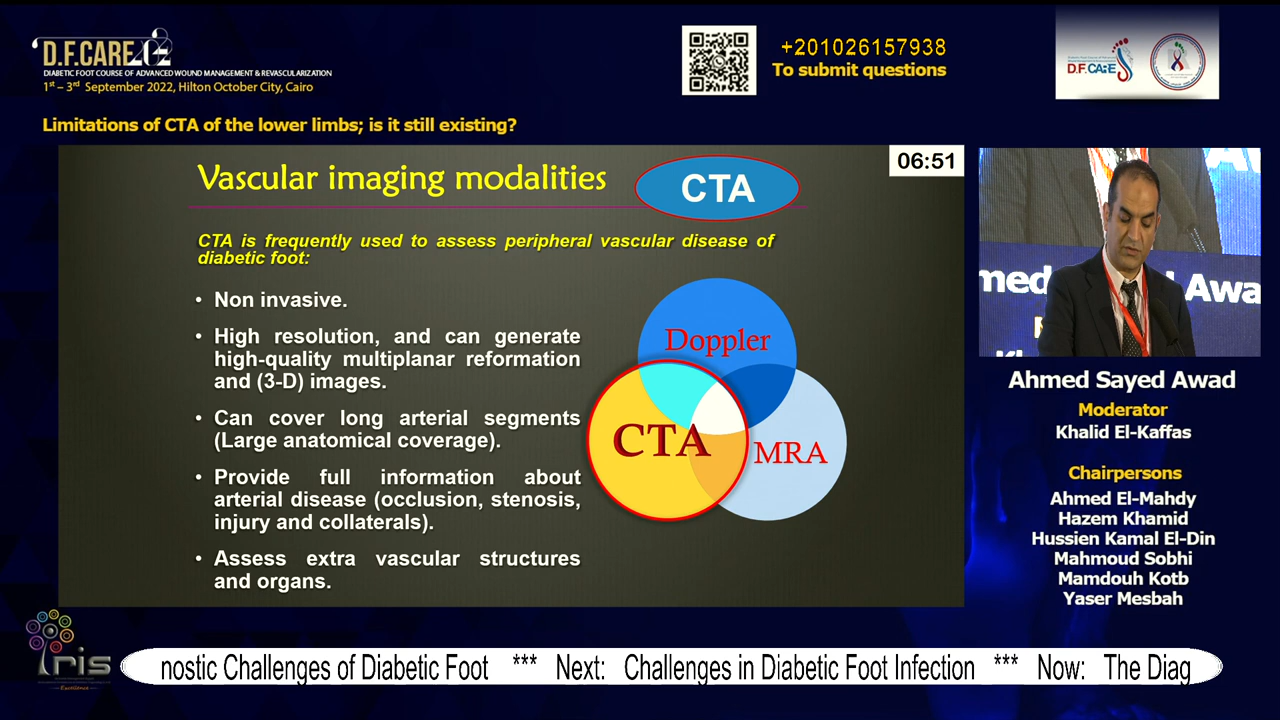 D.F.CARE 2022
DIABETIC FOOT COURSE OF ADVANCED WOUND MANAGEMENT & REVASCULARIZATION
1st – 3rd September 2022, Hilton October City, Cairo
+201026157938
To submit questions
D.F.CARE
Limitations of CTA of the lower limbs; is it still existing?
Vascular imaging modalities
CTA
06:51
CTA is frequently used to assess peripheral vascular disease of
diabetic foot:
• Non invasive.
• High resolution, and can generate
high-quality multiplanar reformation
and (3-D) images.
• Can cover long arterial segments
(Large anatomical coverage).
• Provide full information about
arterial disease (occlusion, stenosis,
injury and collaterals).
• Assess extra vascular structures
and organs.
Doppler
CTA
MRA
Ahmed Sayed Awad
Moderator
Khalid El-Kaffas
Chairpersons
Ahmed El-Mahdy
Hazem Khamid
Hussien Kamal El-Din
Mahmoud Sobhi
Mamdouh Kotb
Yaser Mesbah
iris
Excellence
nostic Challenges of Diabetic Foot *** Next: Challenges in Diabetic Foot Infection *** Now: The Diag